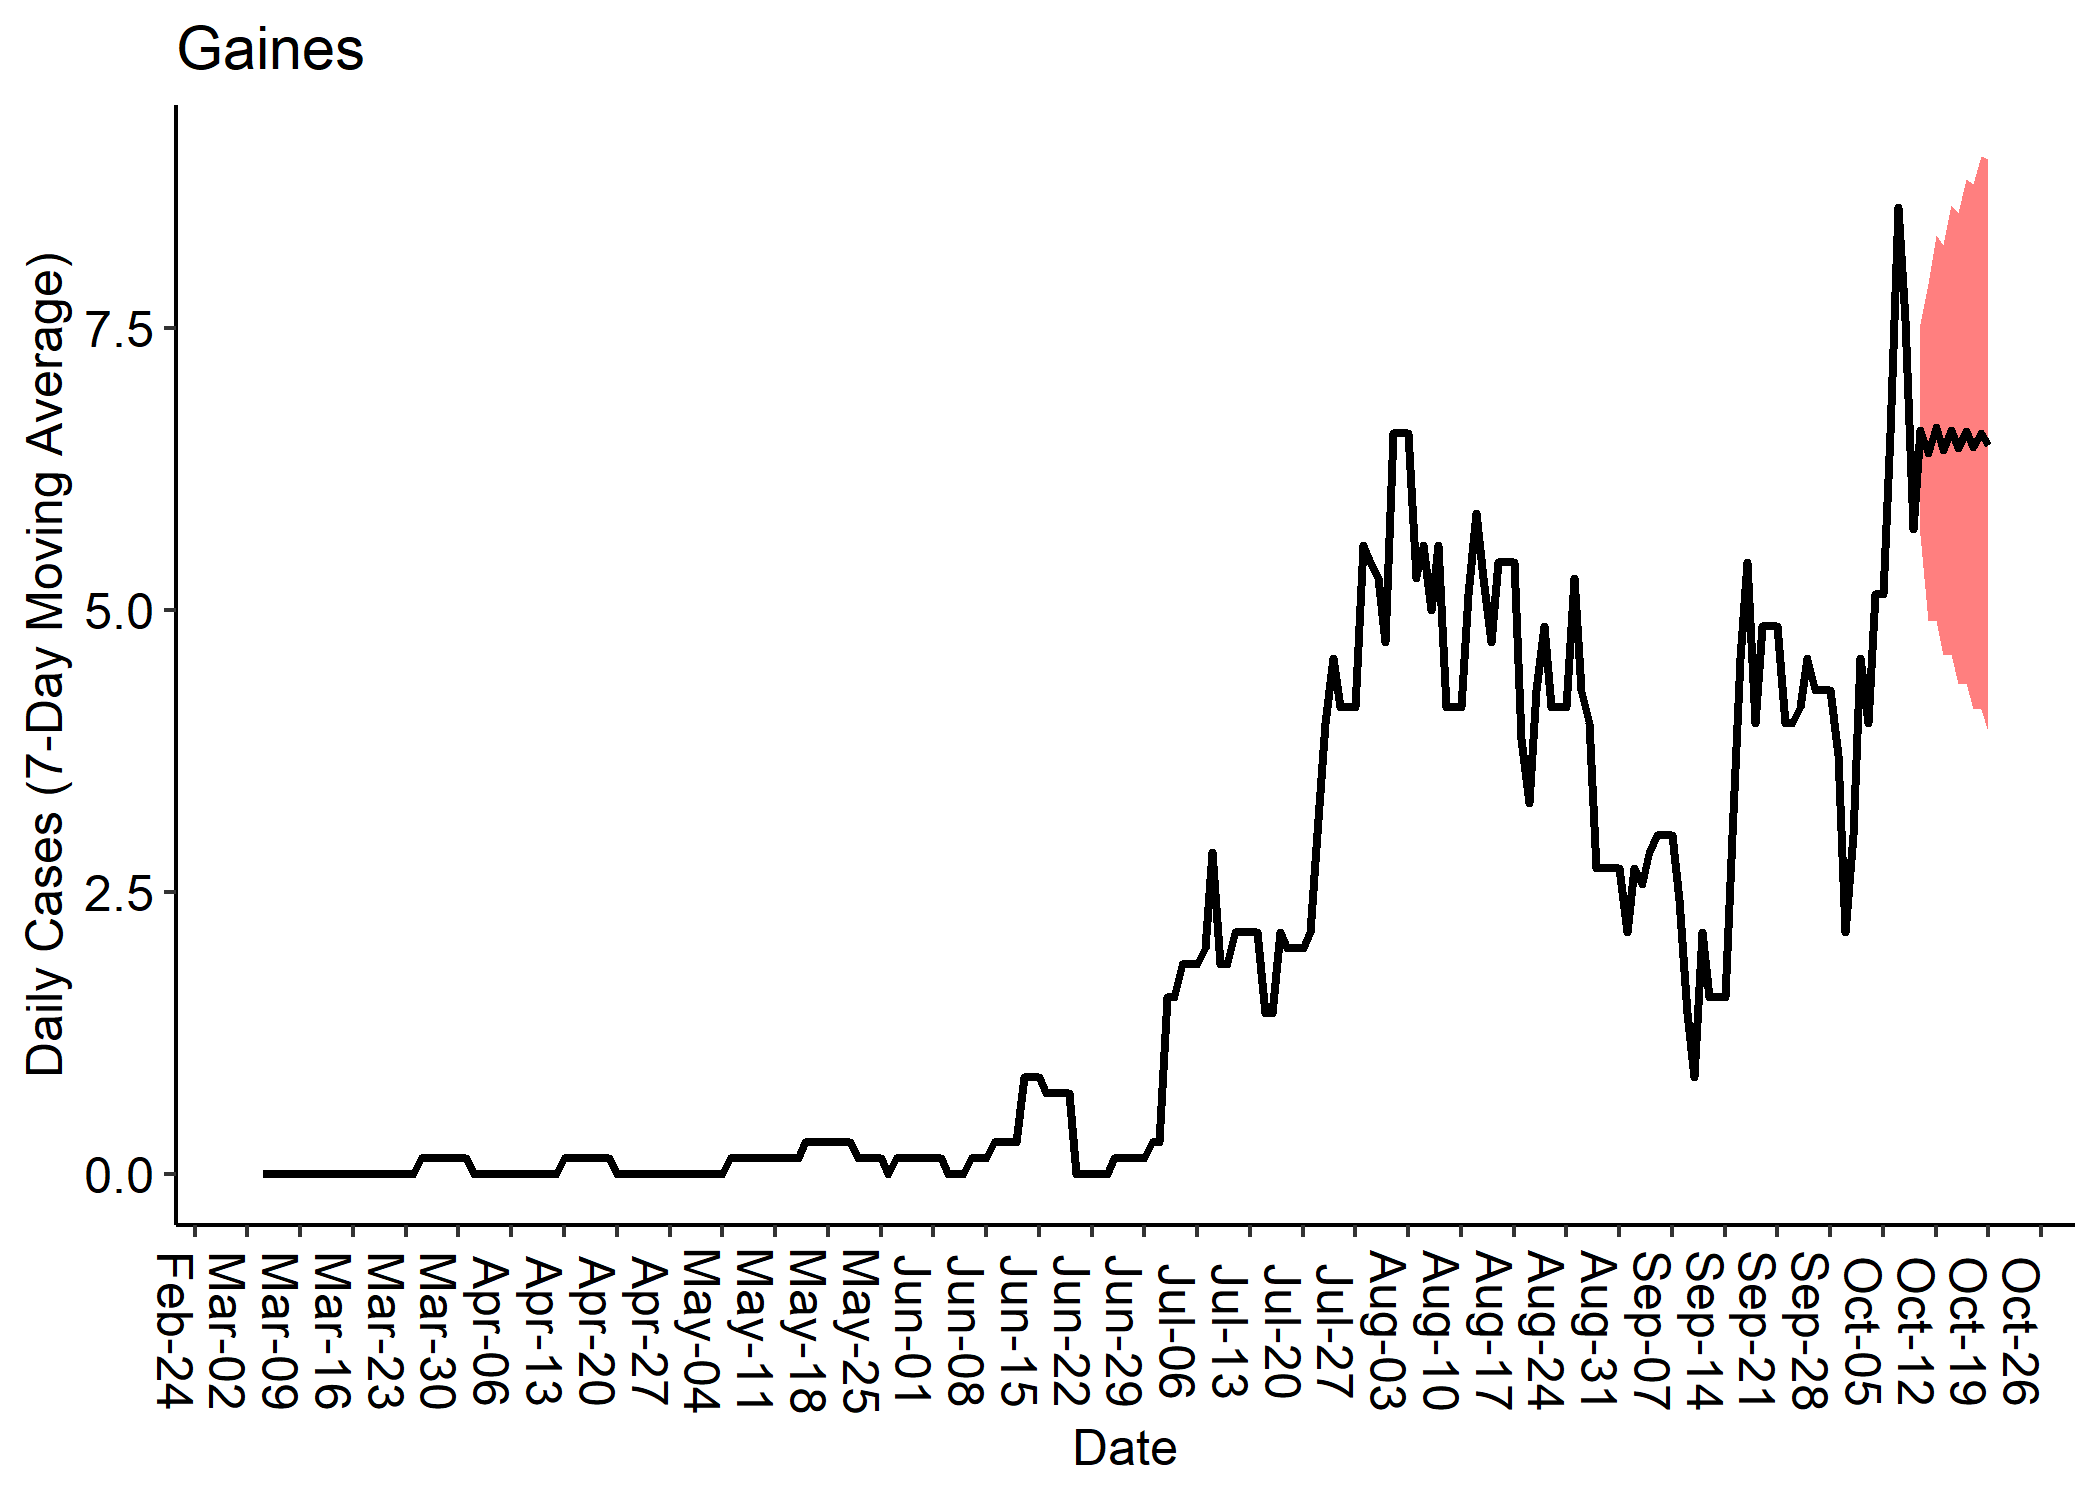 Gaines
Daily Cases (7-Day Moving Average)
7.5
5.0
2.5
0.0
Feb-24
Mar-02
Mar-09
Mar-16
Mar-23
Mar-30
Apr-06
Apr-13
Apr-20
Apr-27
May-04
May-11
May-18
May-25
Jun-01
Jun-08
Jun-15
Jun-22
Jun-29
Jul-06
Jul-13
Jul-20
Jul-27
Aug-03
Aug-10
Aug-17
Aug-24
Aug-31
Sep-07
Sep-14
Sep-21
Sep-28
Oct-05
Oct-12
Oct-19
Oct-26
Date